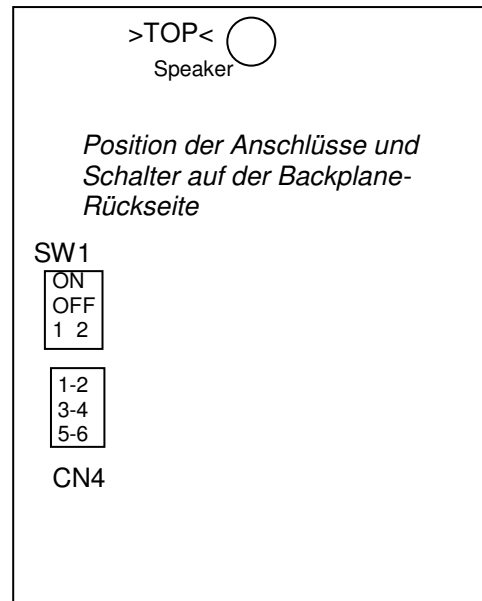 >TOP<
Speaker
Position der Anschlüsse und
Schalter auf der Backplane-
Rückseite
SW1
ON
OFF
1 2
1-2
3-4
5-6
CN4